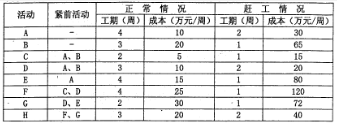 活动 紧前活动 正常情况 赶工情况
工期（周） 成本（万元/周） 工期（周） 成本（万元/周）
A - 4 10 2 30
B - 3 20 1 65
C A、B 2 5 1 15
D A、B 3 10 2 20
E A 4 15 1 80
F C、D 4 25 1 120
G D、E 2 30 1 72
H F、G 3 20 2 40